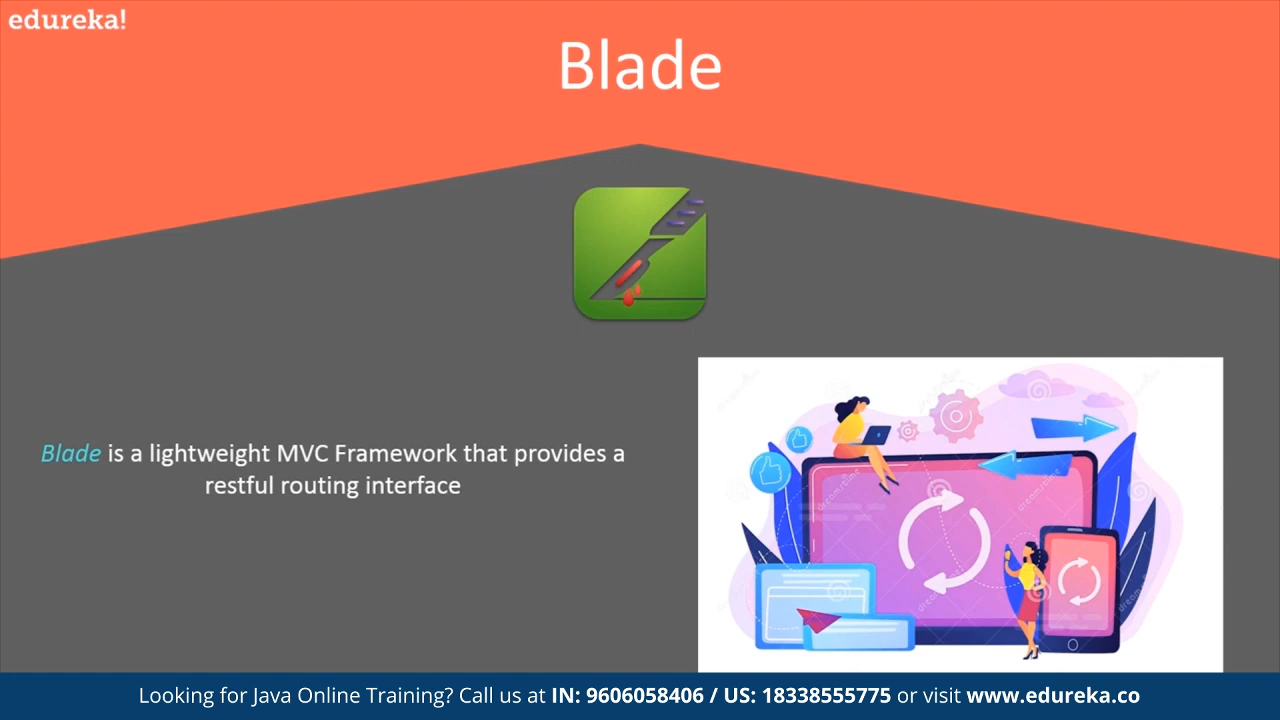 edureka!
Blade
Blade is a lightweight MVC Framework that provides a
restful routing interface
Looking for Java Online Training? Call us at IN: 9606058406 / US: 18338555775 or visit www.edureka.co